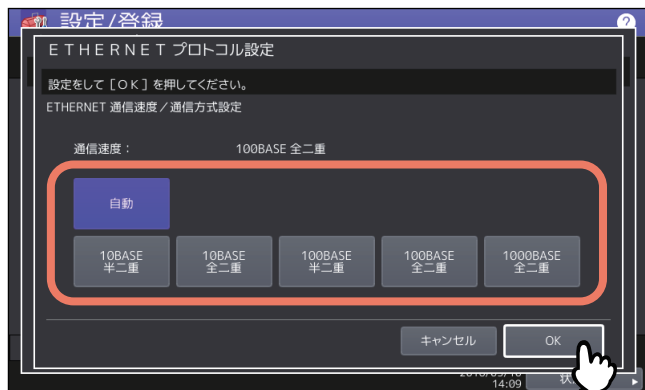 設定/登録
?
ＥＴＨＥＲＮＥＴ プロトコル設定
設定をして［ＯＫ］を押してください。
ETHERNET 通信速度／通信方式設定
通信速度： 100BASE 全二重
自動
10BASE
半二重
10BASE
全二重
100BASE
半二重
100BASE
全二重
1000BASE
全二重
キャンセル
OK
14:09